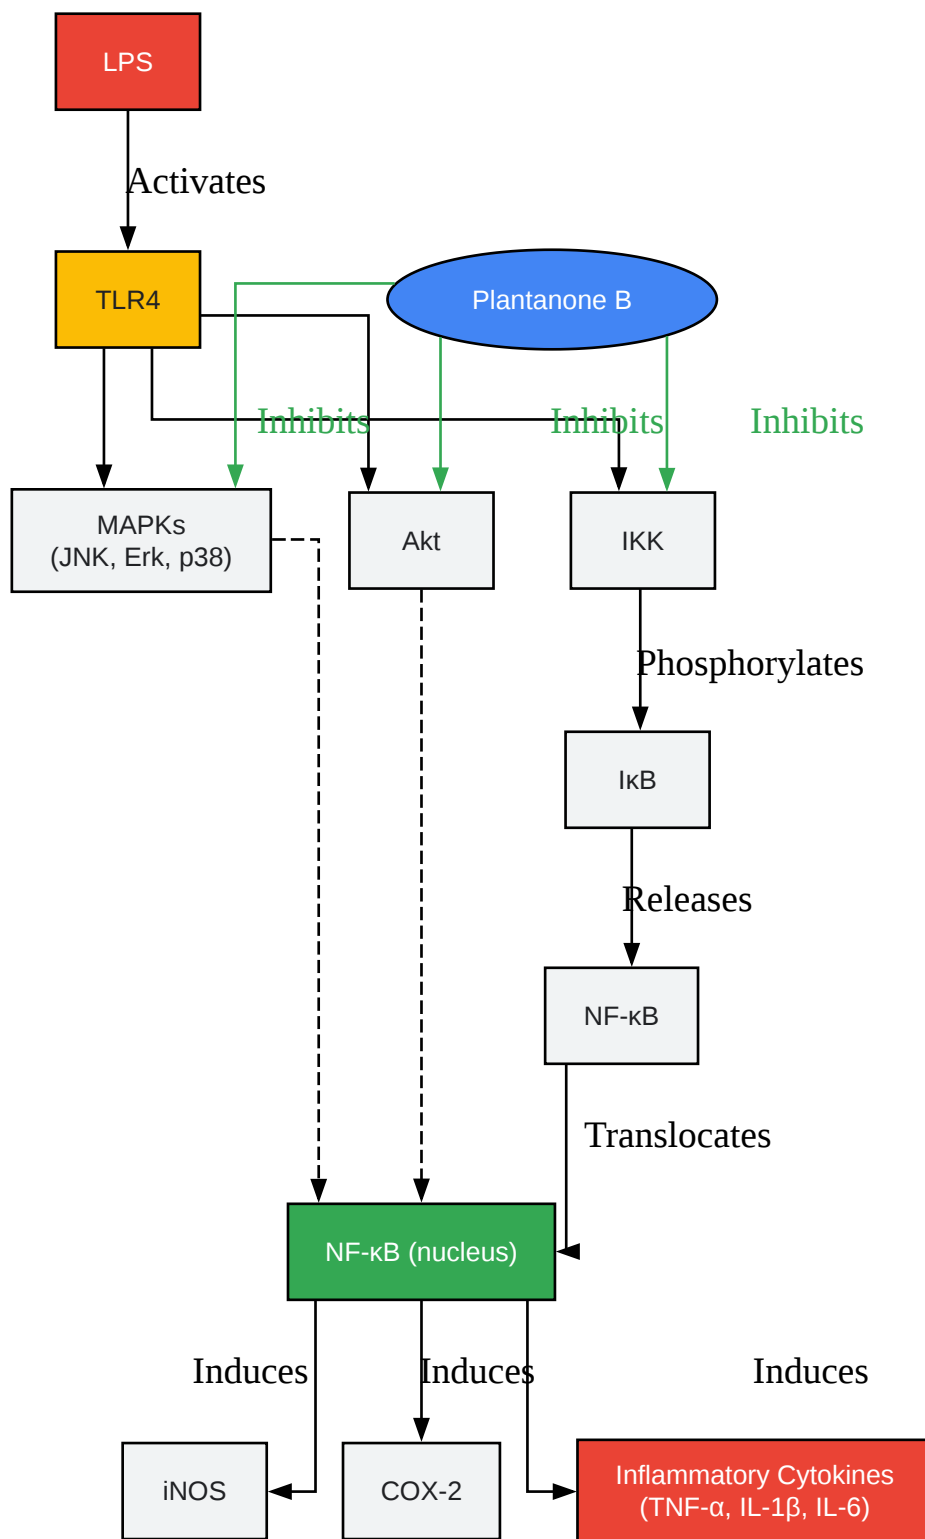 LPS
Activates
TLR4
Plantanone B
Inhibits
Inhibits
Inhibits
MAPKs
(JNK, Erk, p38)
Akt
IKK
Phosphorylates
IκB
Releases
NF-κB
Translocates
NF-κB (nucleus)
Induces
Induces
Induces
iNOS
COX-2
Inflammatory Cytokines
(TNF-α, IL-1β, IL-6)